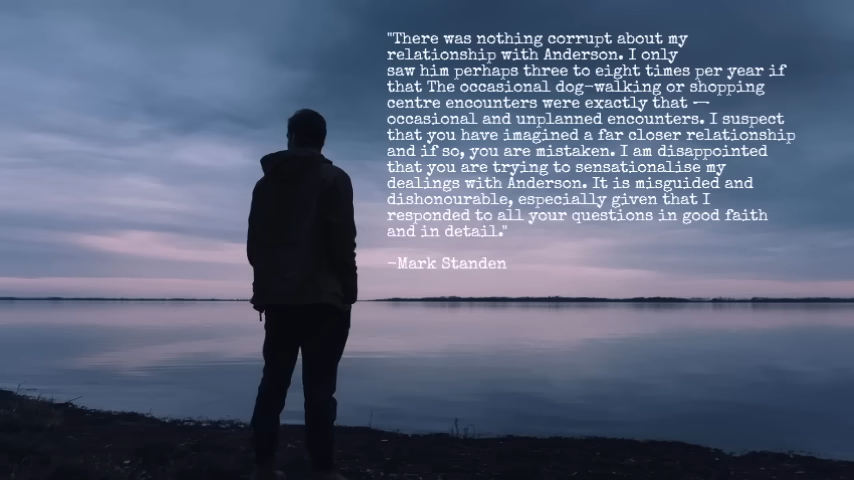 "There was nothing corrupt about my
relationship with Anderson. I only
saw him perhaps three to eight times per year if
that The occasional dog-walking or shopping
centre encounters were exactly that —
occasional and unplanned encounters. I suspect
that you have imagined a far closer relationship
and if so, you are mistaken. I am disappointed
that you are trying to sensationalise my
dealings with Anderson. It is misguided and
dishonourable, especially given that I
responded to all your questions in good faith
and in detail."
-Mark Standen